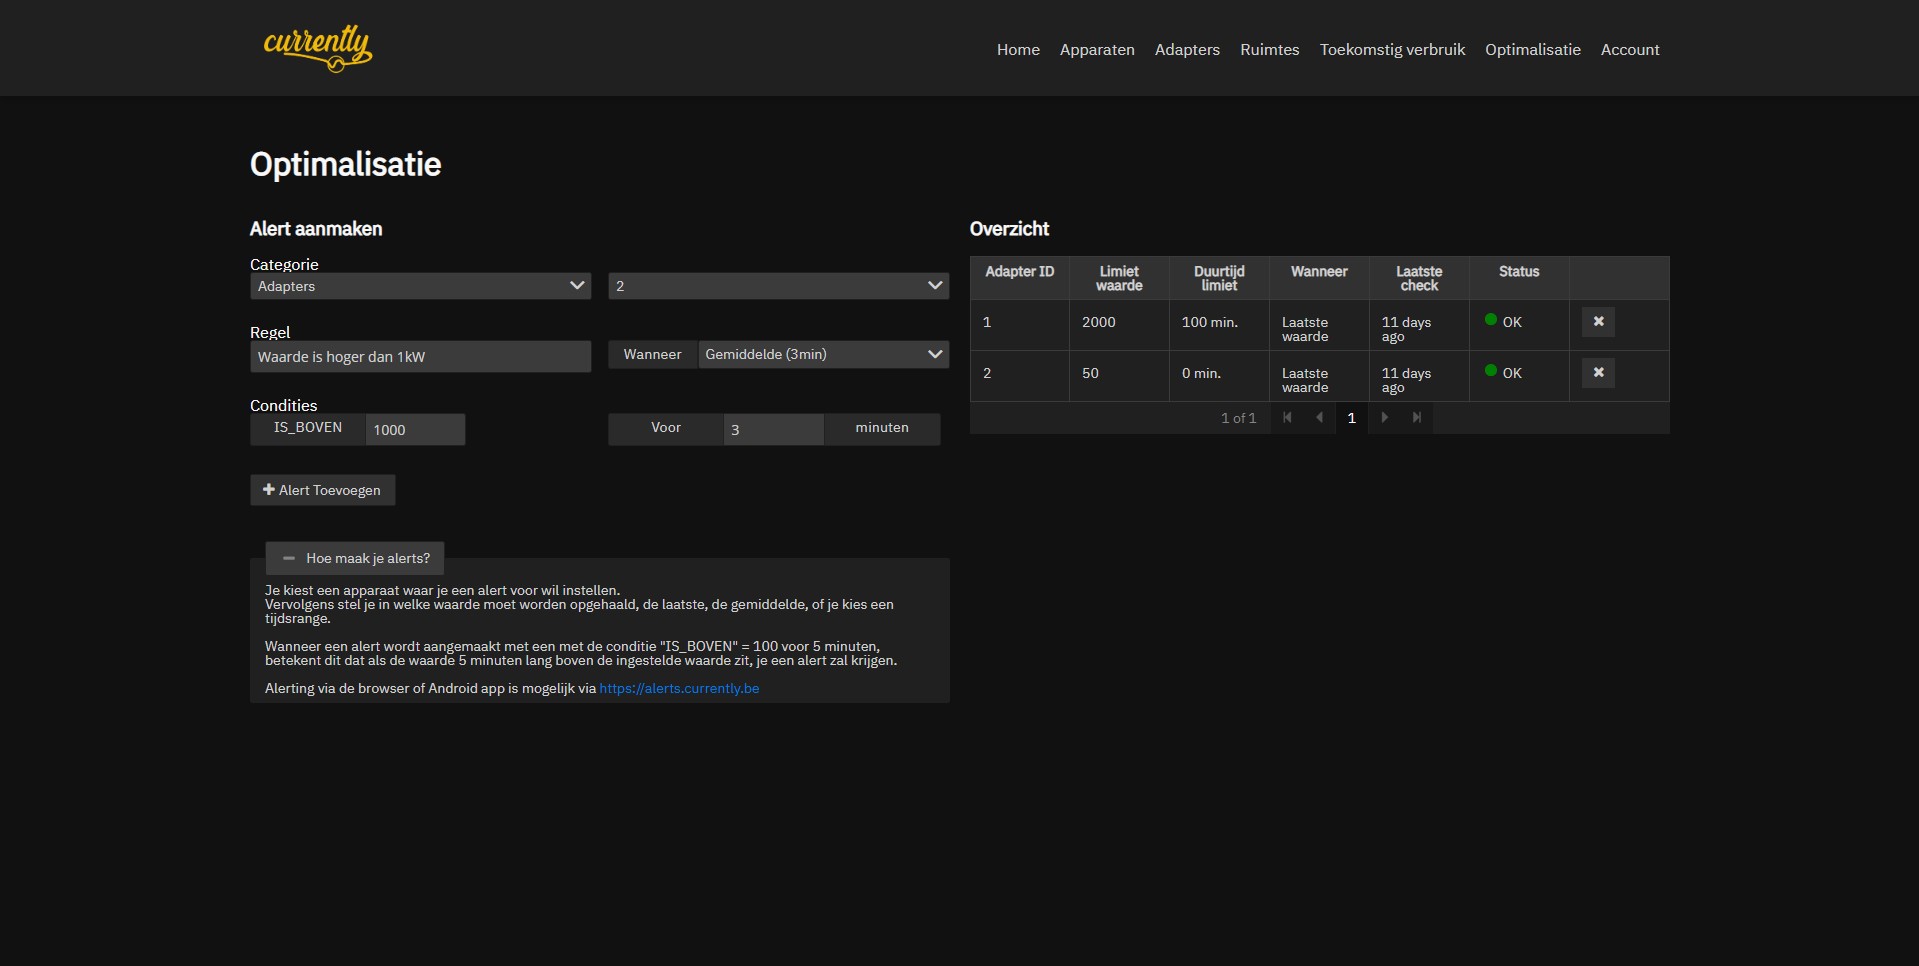 currently
Home Apparaten Adapters Ruimtes Toekomstig verbruik Optimalisatie Account
Optimalisatie
Alert aanmaken
Categorie
Adapters 2
Regel
Waarde is hoger dan 1kW Wanneer Gemiddelde (3min)
Condities
IS_BOVEN 1000 Voor 3 minuten
Alert Toevoegen
Hoe maak je alerts?
Je kiest een apparaat waar je een alert voor wil instellen.
Vervolgens stel je in welke waarde moet worden opgehaald, de laatste, de gemiddelde, of je kies een
tijdsrange.
Wanneer een alert wordt aangemaakt met een met de conditie "IS_BOVEN" = 100 voor 5 minuten,
betekent dit dat als de waarde 5 minuten lang boven de ingestelde waarde zit, je een alert zal krijgen.
Alerting via de browser of Android app is mogelijk via https://alerts.currently.be
Overzicht
Adapter ID Limiet Duurtijd Wanneer Laatste Status
waarde limiet check
1 2000 100 min. Laatste 11 days OK
waarde ago
2 50 0 min. Laatste 11 days OK
waarde ago
1 of 1 1